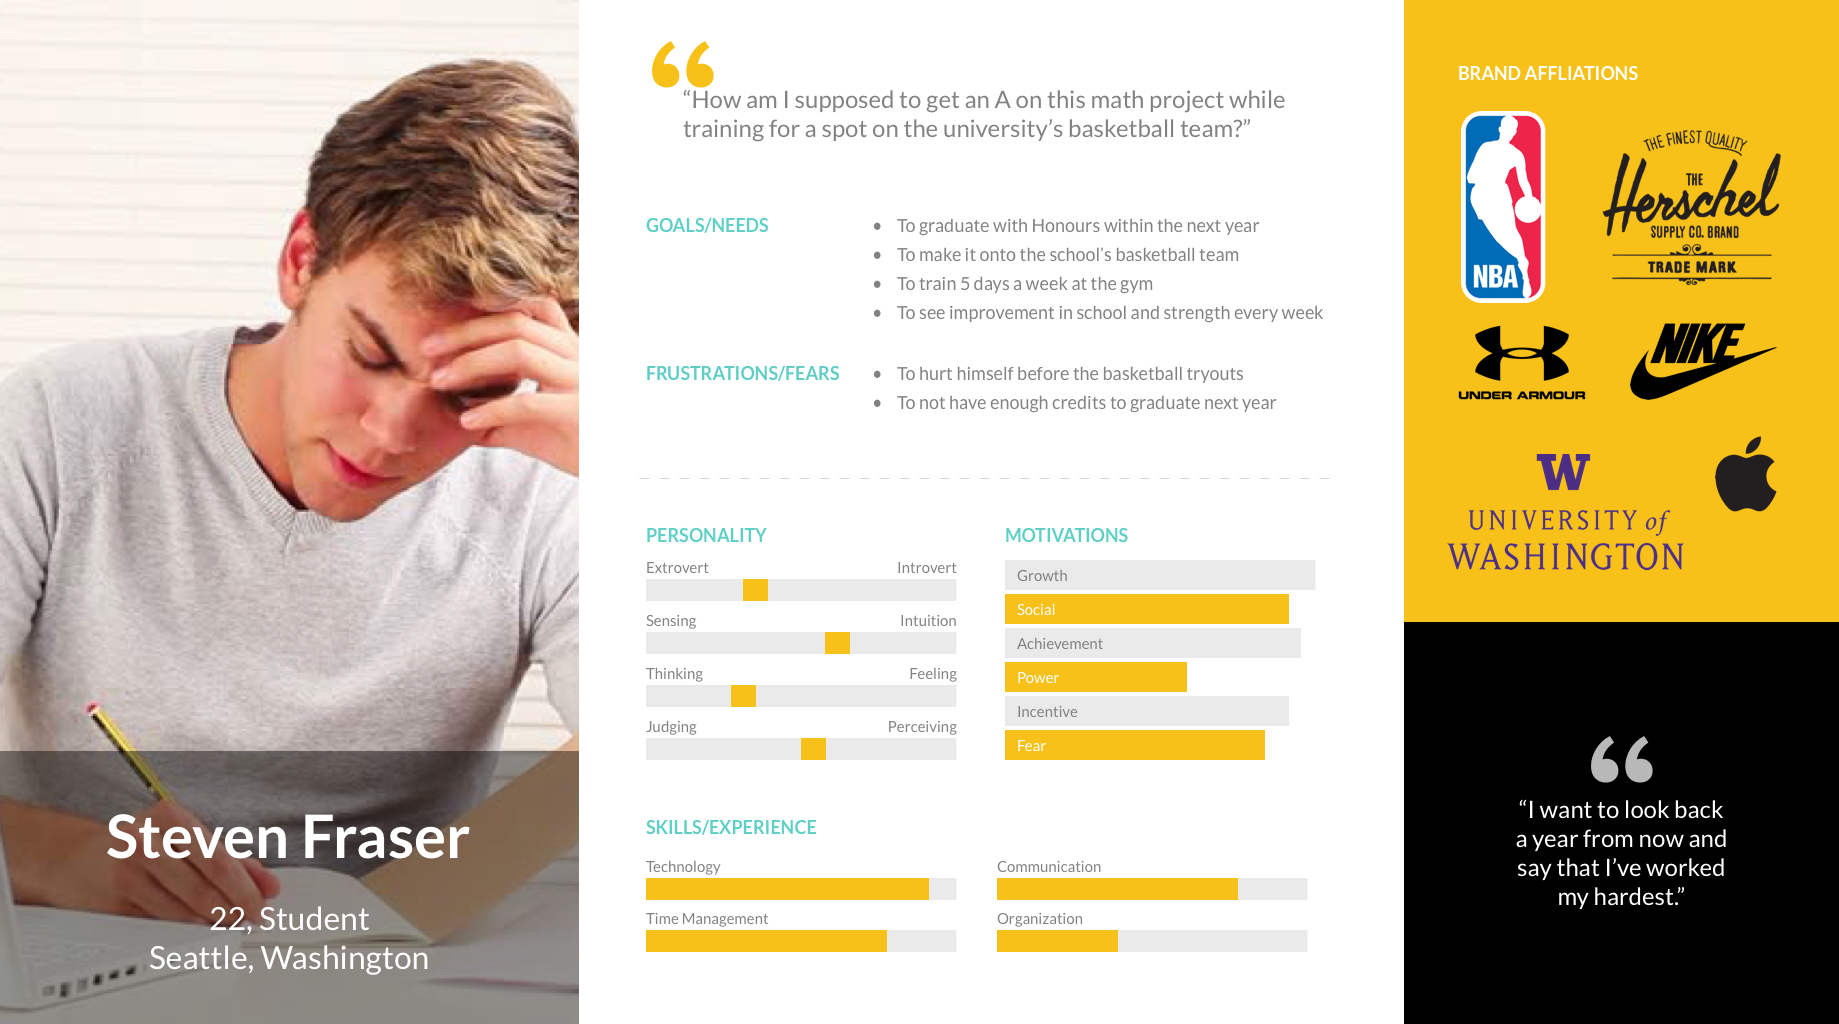 Steven Fraser
22, Student
Seattle, Washington
“How am I supposed to get an A on this math project while
training for a spot on the university’s basketball team?”
GOALS/NEEDS
• To graduate with Honours within the next year
• To make it onto the school’s basketball team
• To train 5 days a week at the gym
• To see improvement in school and strength every week
FRUSTRATIONS/FEARS
• To hurt himself before the basketball tryouts
• To not have enough credits to graduate next year
PERSONALITY
Extrovert Introvert
Sensing Intuition
Thinking Feeling
Judging Perceiving
MOTIVATIONS
Growth
Social
Achievement
Power
Incentive
Fear
SKILLS/EXPERIENCE
Technology
Communication
Time Management
Organization
BRAND AFFLIATIONS
NBA
THE FINEST QUALITY
THE
Herschel
SUPPLY CO. BRAND
TRADE MARK
UNDER ARMOUR
NIKE
W
UNIVERSITY of
WASHINGTON
“I want to look back
a year from now and
say that I’ve worked
my hardest.”